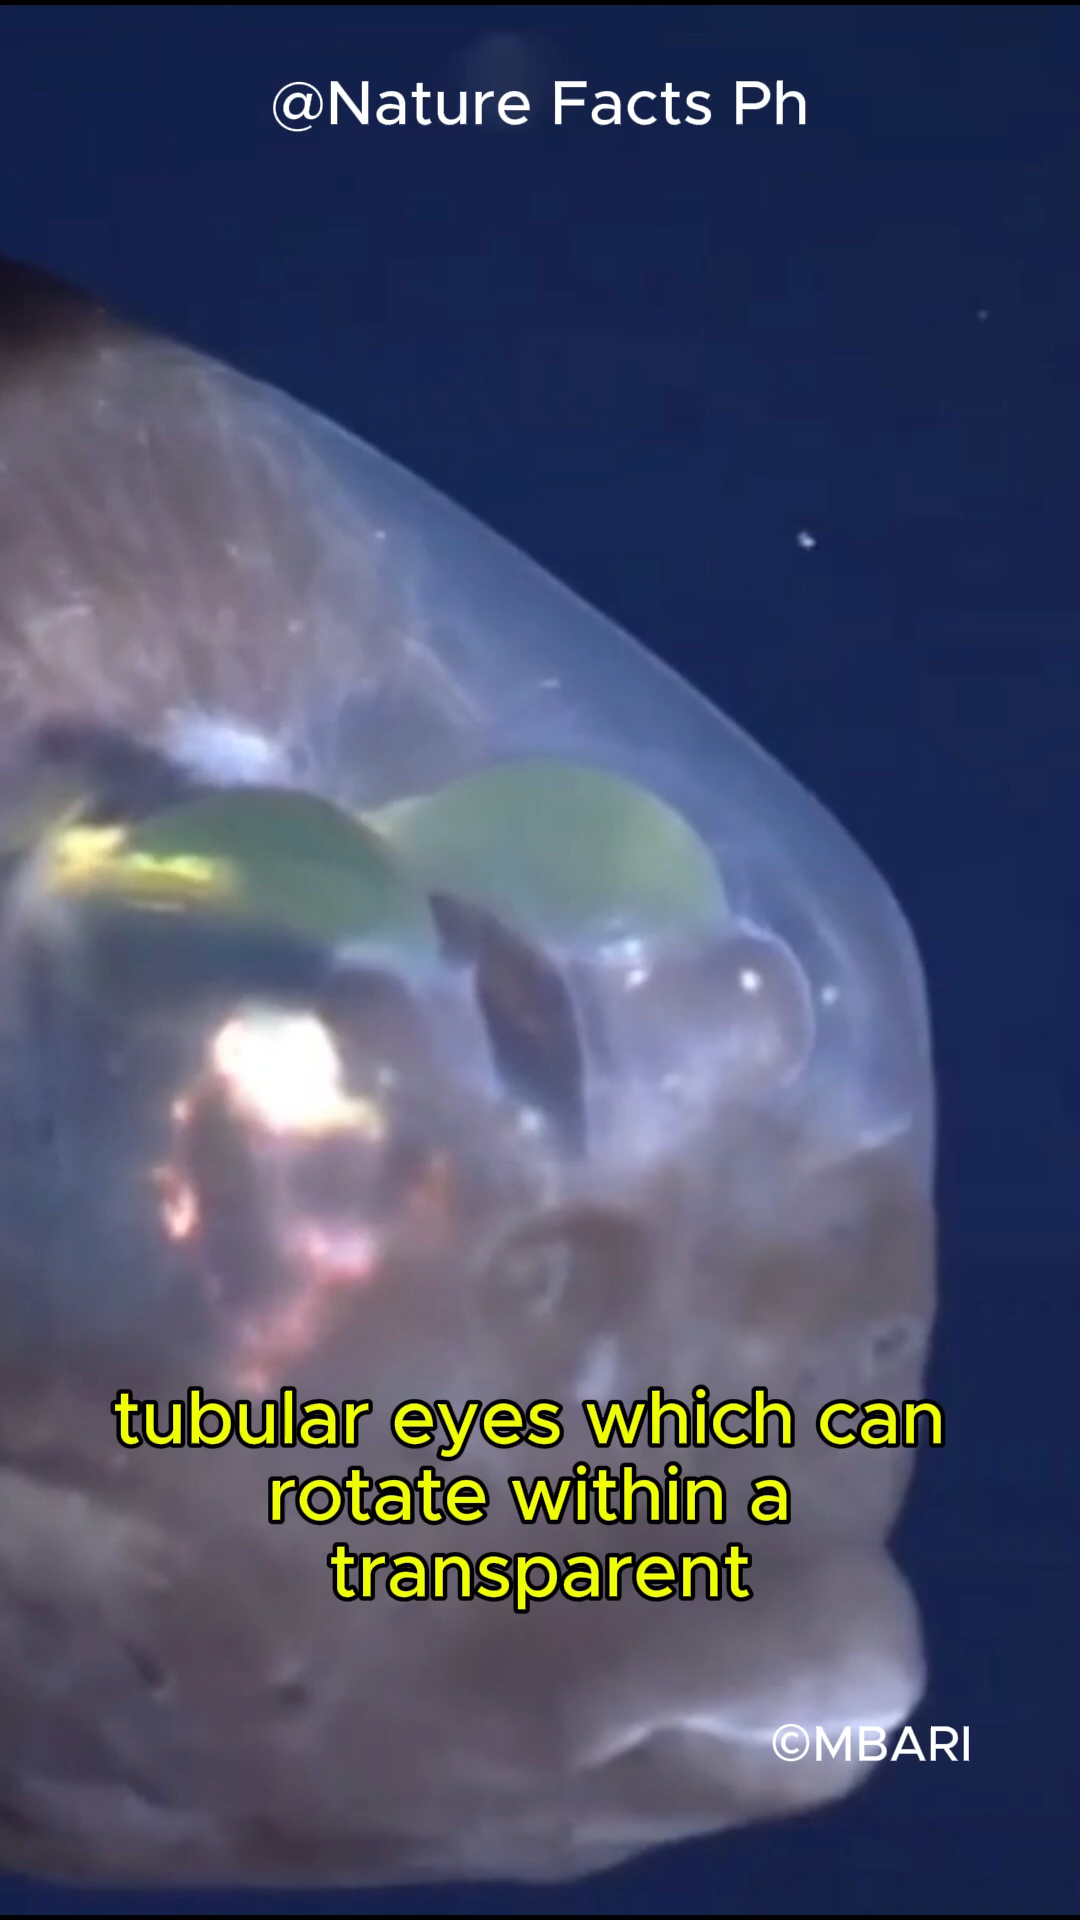 @Nature Facts Ph
tubular eyes which can
rotate within a
transparent
©MBARI